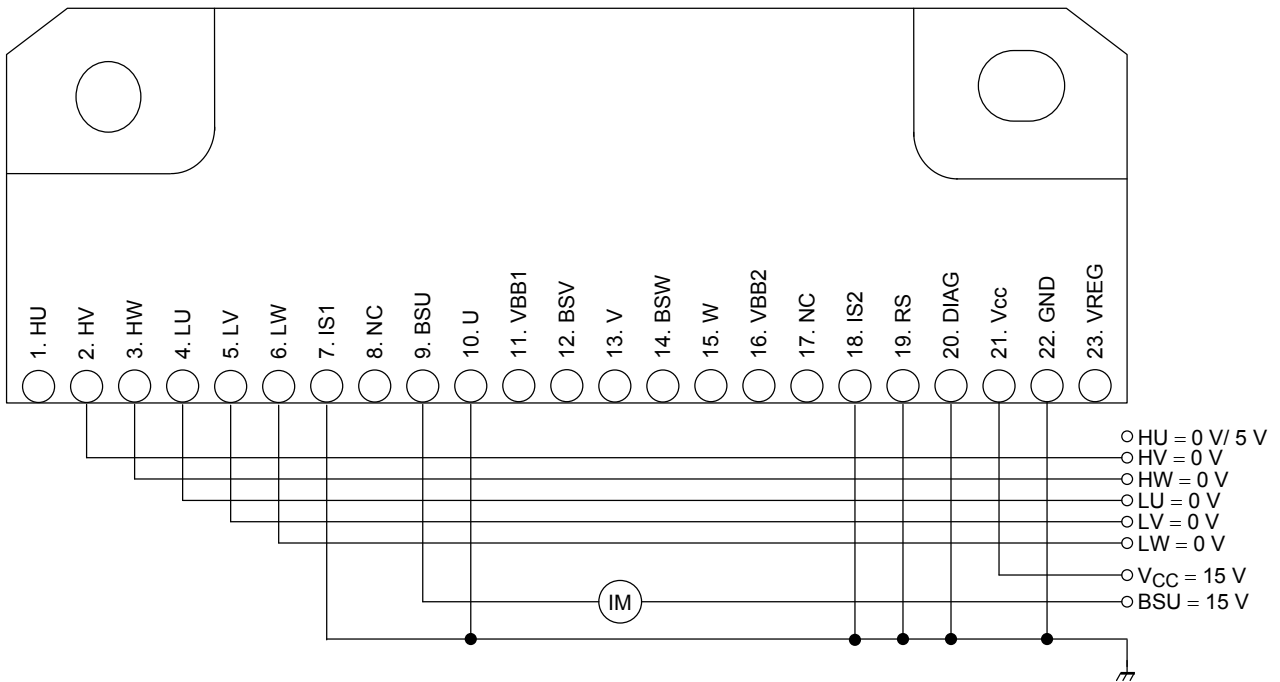 1. HU
2. HV
3. HW
4. LU
5. LV
6. LW
7. IS1
8. NC
9. BSU
10. U
11. VBB1
12. BSV
13. V
14. BSW
15. W
16. VBB2
17. NC
18. IS2
19. RS
20. DIAG
21. Vcc
22. GND
23. VREG
HU = 0 V/ 5 V
HV = 0 V
HW = 0 V
LU = 0 V
LV = 0 V
LW = 0 V
VCC = 15 V
IM
BSU = 15 V